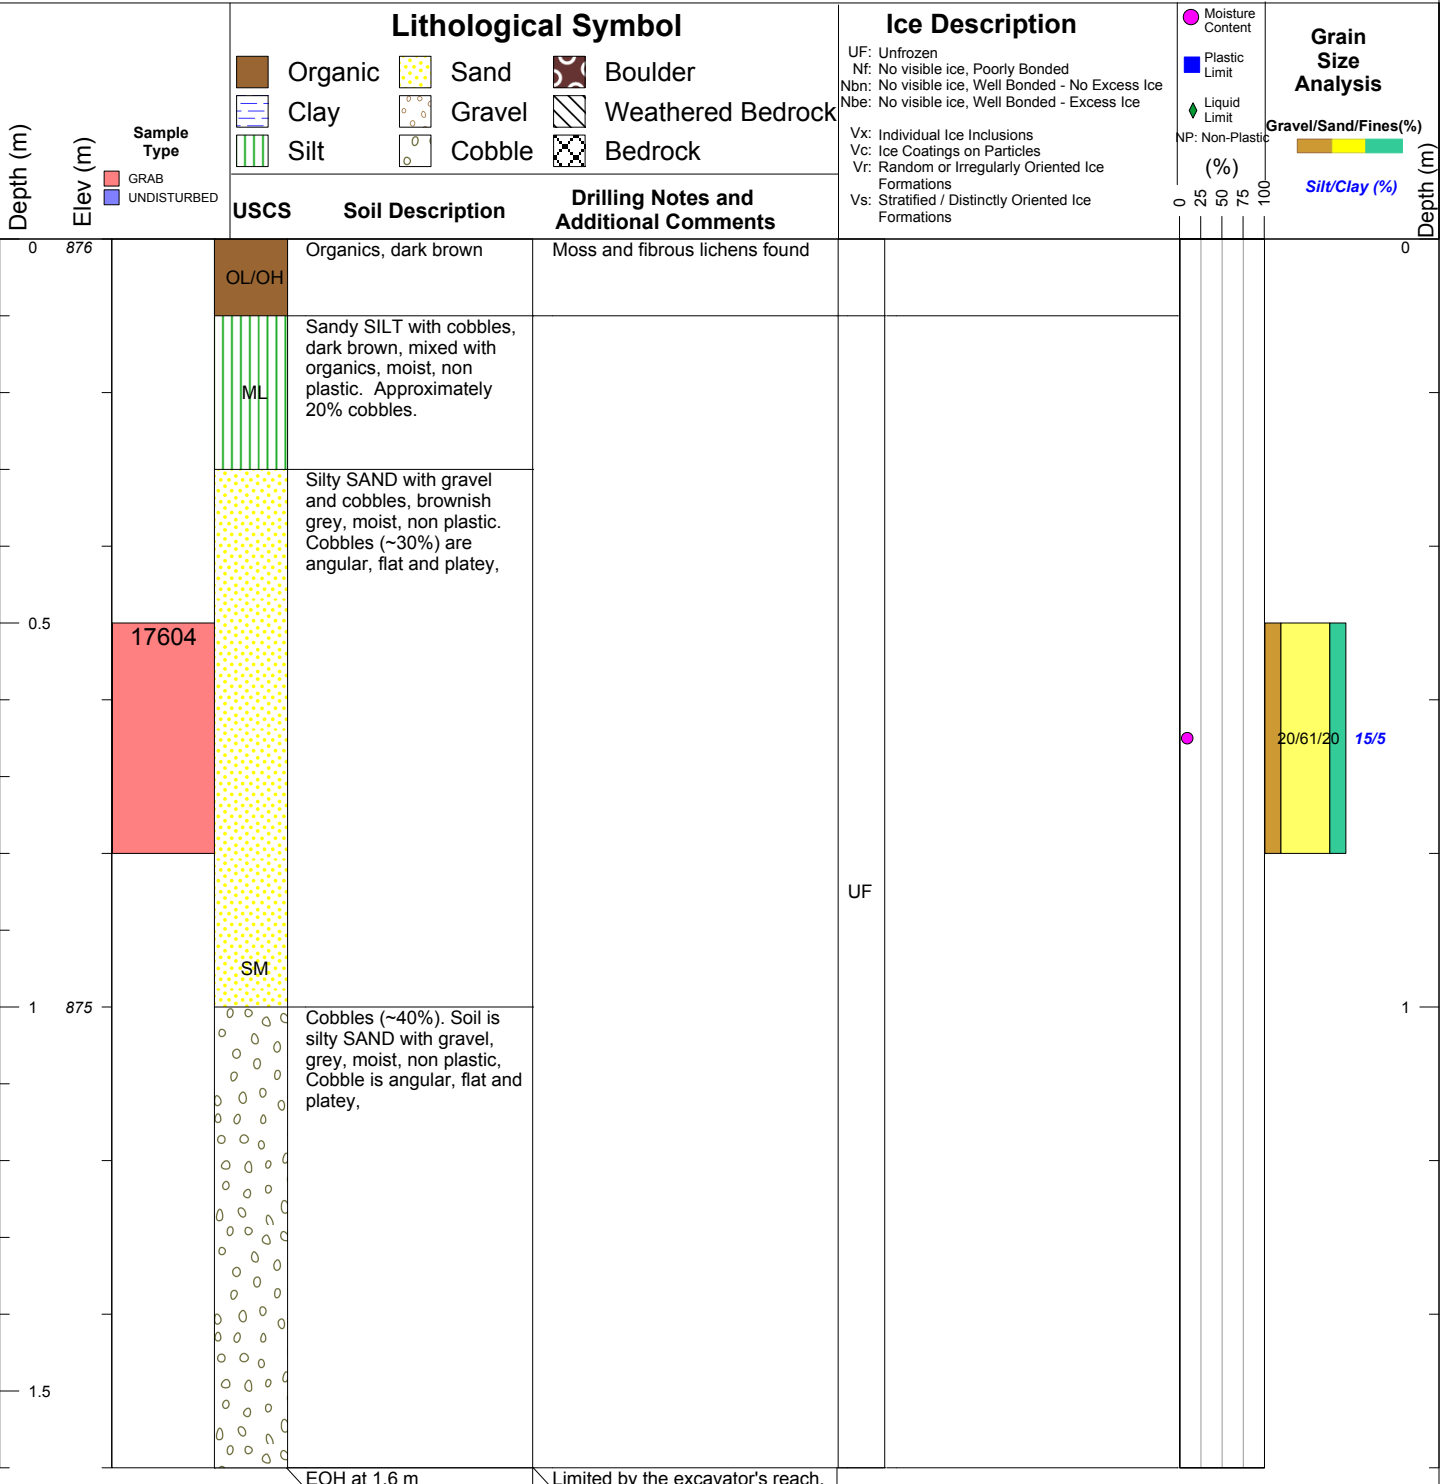 Lithological Symbol
Organic
Sand
Boulder
Clay
Gravel
Weathered Bedrock
Silt
Cobble
Bedrock
Ice Description
UF: Unfrozen
Nf: No visible ice, Poorly Bonded
Nbn: No visible ice, Well Bonded - No Excess Ice
Nbe: No visible ice, Well Bonded - Excess Ice
Vx: Individual Ice Inclusions
Vc: Ice Coatings on Particles
Vr: Random or Irregularly Oriented Ice
Formations
Vs: Stratified / Distinctly Oriented Ice
Formations
Moisture
Content
Plastic
Limit
Liquid
Limit
NP: Non-Plastic
(%)
0
25
50
75
100
Grain
Size
Analysis
Gravel/Sand/Fines(%)
Silt/Clay (%)
Depth (m)
Depth (m)
Elev (m)
Sample
Type
GRAB
UNDISTURBED
USCS
Soil Description
Drilling Notes and
Additional Comments
0
876
OL/OH
Organics, dark brown
Moss and fibrous lichens found
0
ML
Sandy SILT with cobbles,
dark brown, mixed with
organics, moist, non
plastic. Approximately
20% cobbles.
Silty SAND with gravel
and cobbles, brownish
grey, moist, non plastic.
Cobbles (~30%) are
angular, flat and platey,
0.5
17604
20/61/20
15/5
UF
SM
1
875
1
Cobbles (~40%). Soil is
silty SAND with gravel,
grey, moist, non plastic,
Cobble is angular, flat and
platey,
1.5
EOH at 1.6 m
Limited by the excavator's reach.